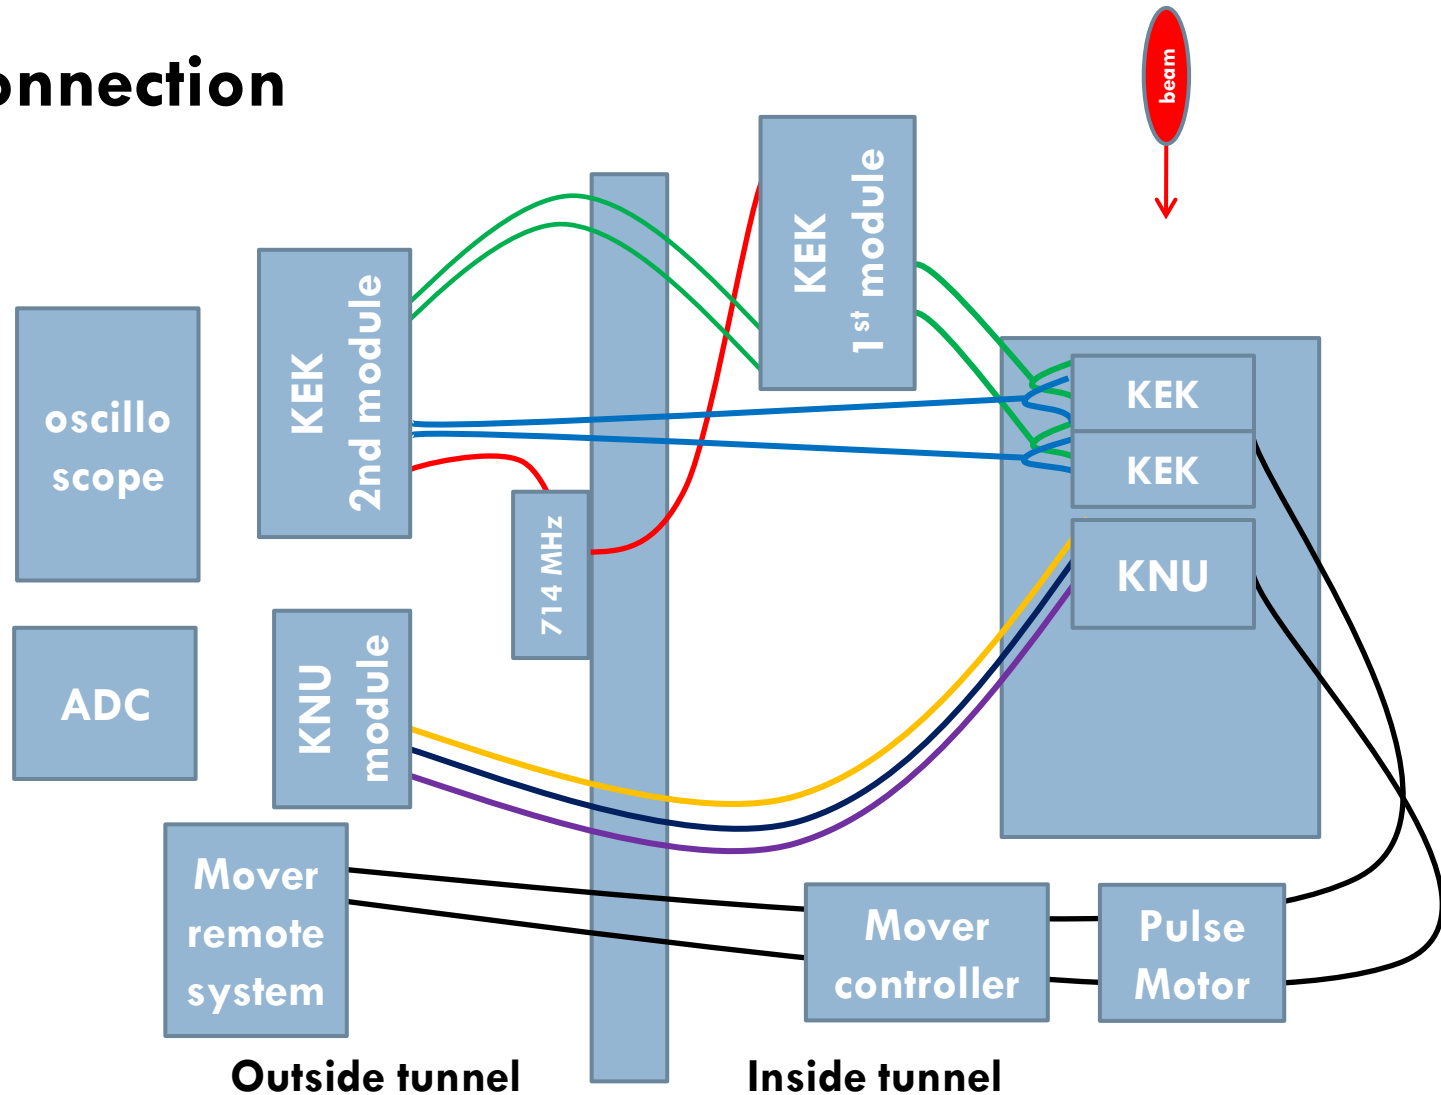 onnection
beam
KEK
1st module
KEK
2nd module
oscillo
scope
KEK
KEK
714 MHz
KNU
KNU
module
ADC
Mover
remote
system
Mover
controller
Pulse
Motor
Outside tunnel
Inside tunnel